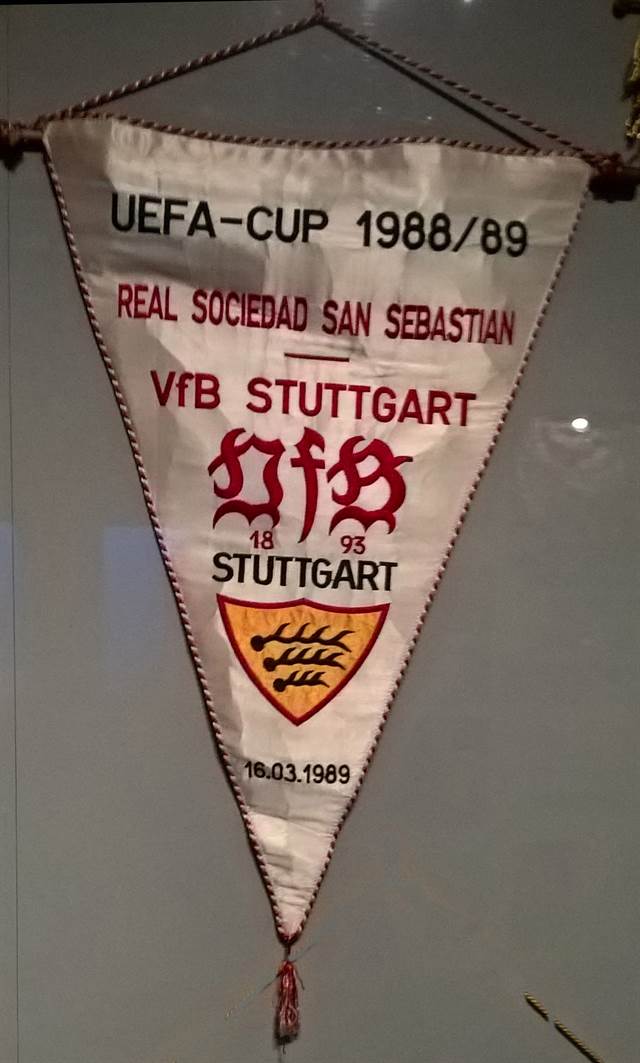 UEFA-CUP 1988/89
REAL SOCIEDAD SAN SEBASTIAN
—
VfB STUTTGART
VfB
18 93
STUTTGART
16.03.1989